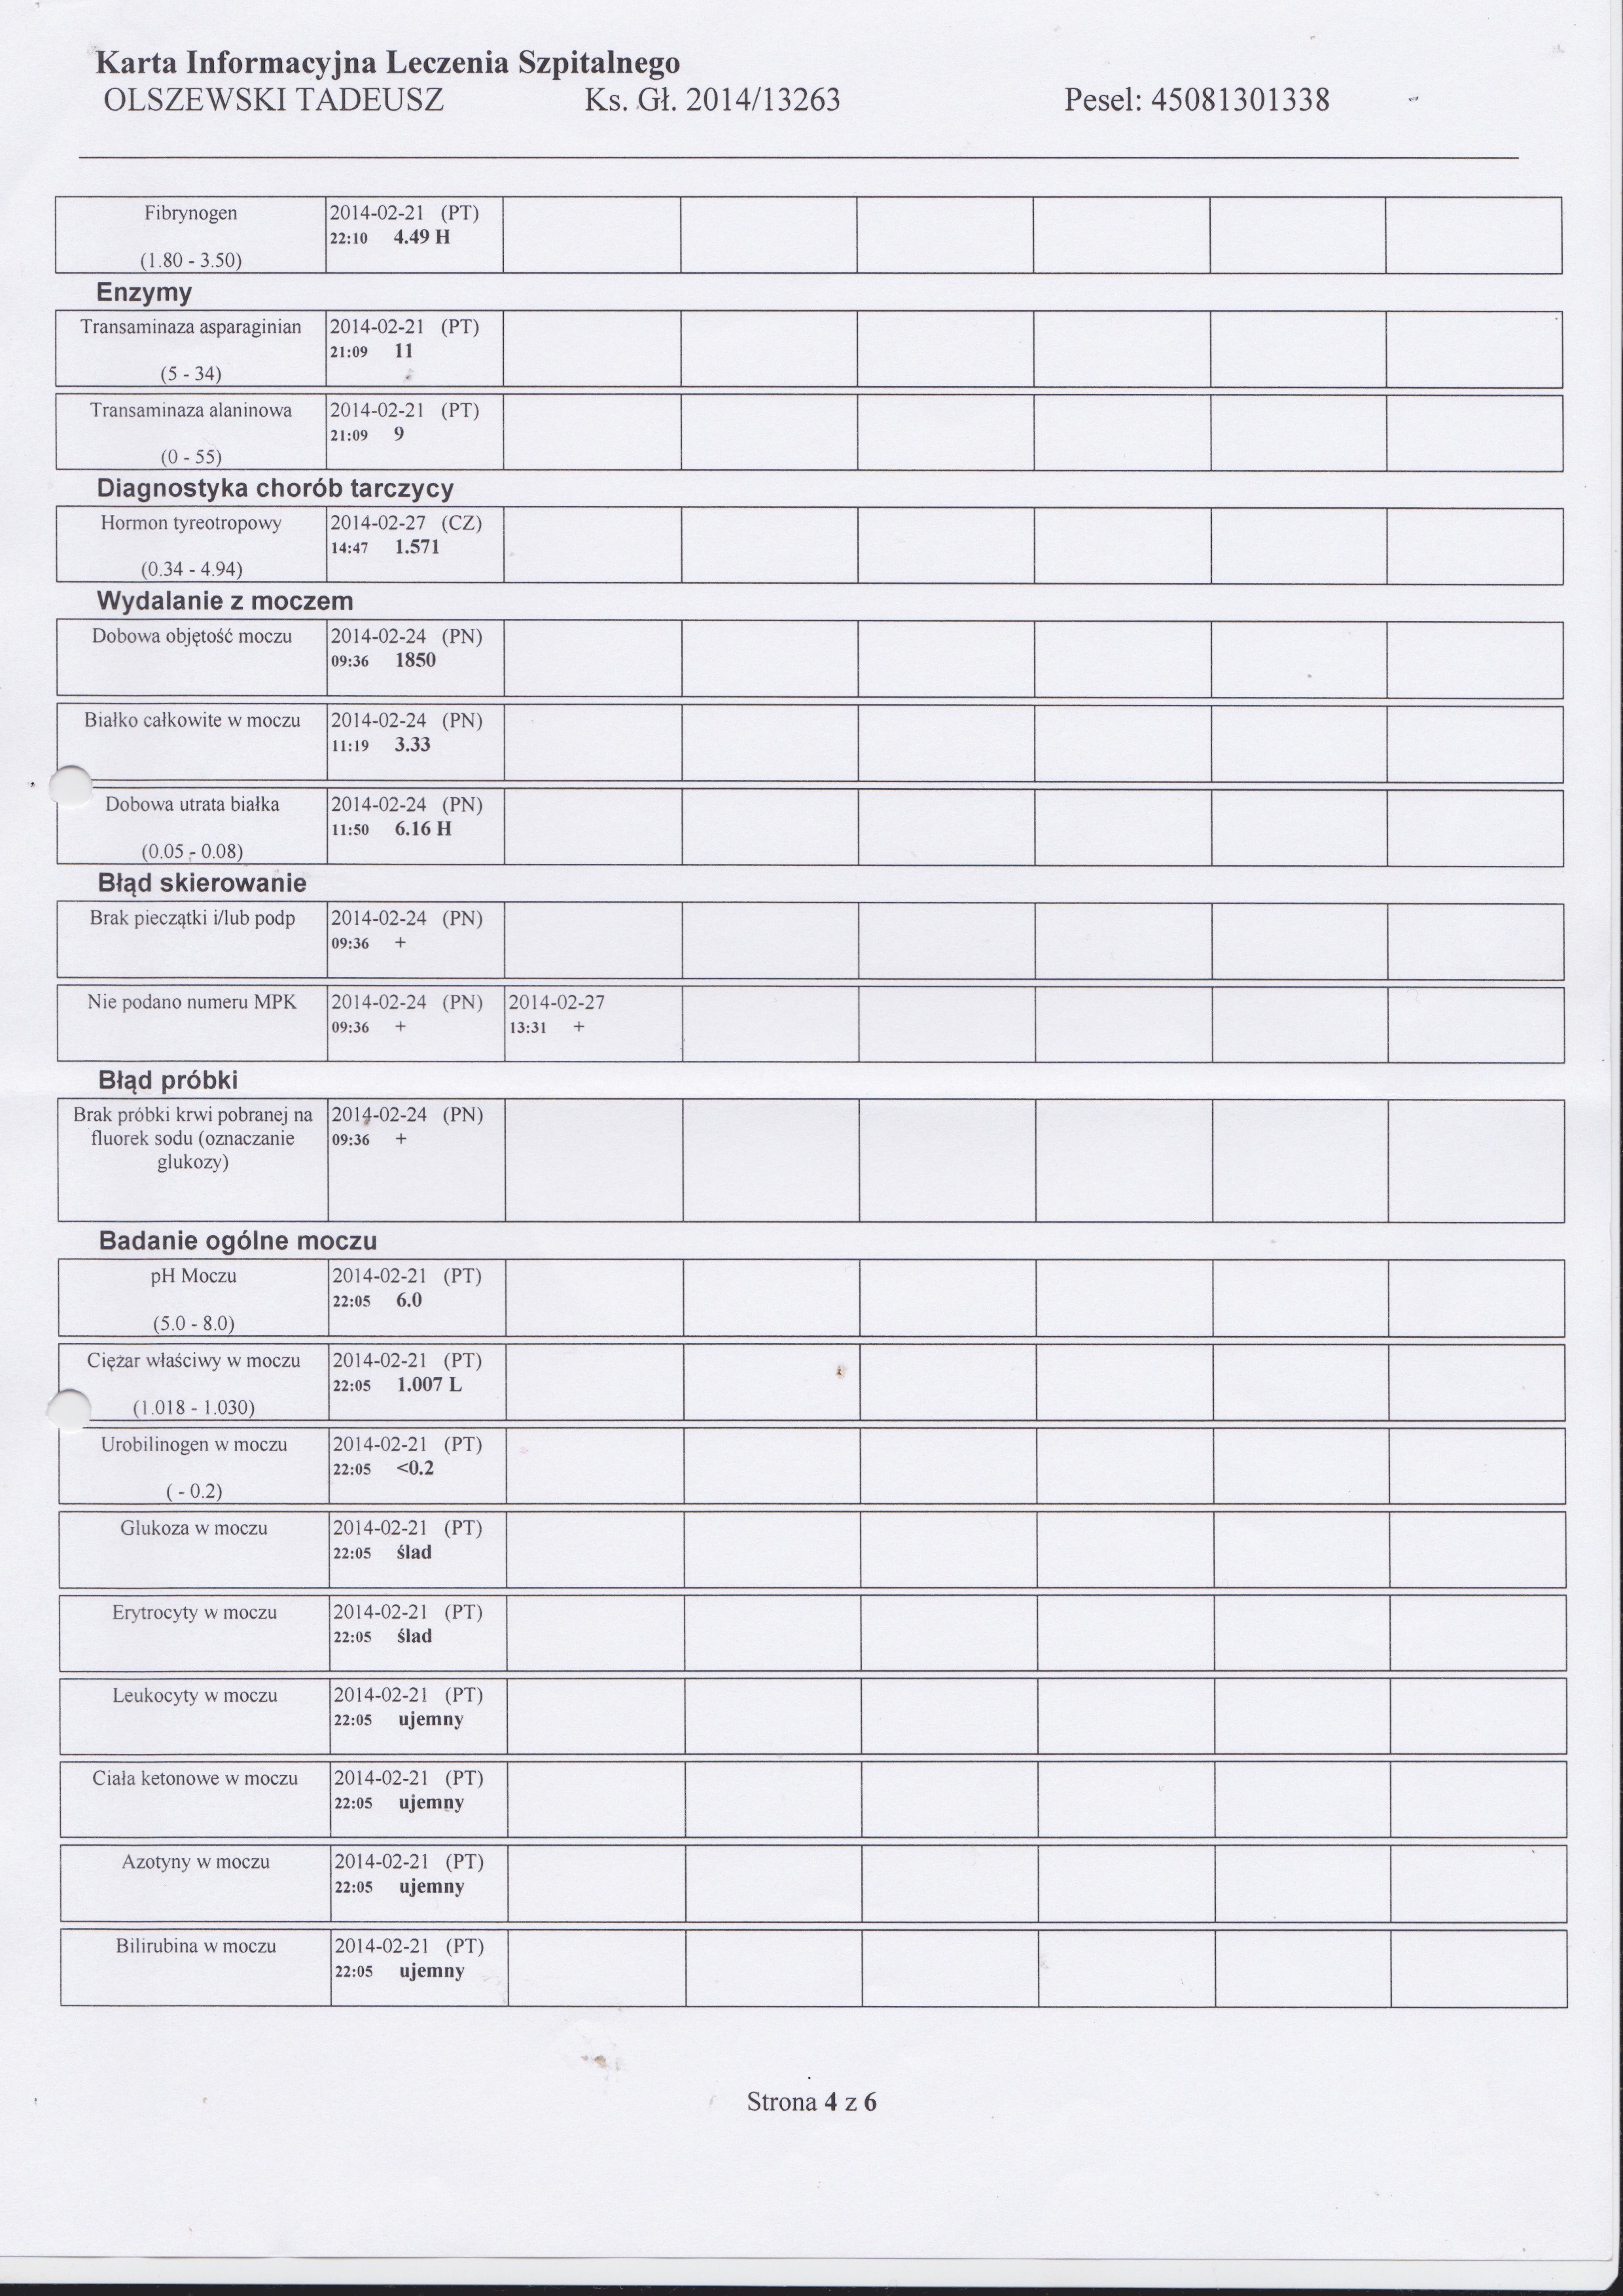 Karta Informacyjna Leczenia Szpitalnego
OLSZEWSKI TADEUSZ Ks. Gł. 2014/13263 Pesel: 45081301338
Fibrynogen 2014-02-21 (PT)
22:10 4.49 H
(1.80 - 3.50)
Enzymy
Transaminaza asparaginian 2014-02-21 (PT)
21:09 11
(5 - 34)
Transaminaza alaninowa 2014-02-21 (PT)
21:09 9
(0 - 55)
Diagnostyka chorób tarczycy
Hormon tyreotropowy 2014-02-27 (CZ)
14:47 1.571
(0.34 - 4.94)
Wydalanie z moczem
Dobowa objętość moczu 2014-02-24 (PN)
09:36 1850
Białko całkowite w moczu 2014-02-24 (PN)
11:19 3.33
Dobowa utrata białka 2014-02-24 (PN)
11:50 6.16 H
(0.05 - 0.08)
Błąd skierowanie
Brak pieczątki i/lub podp 2014-02-24 (PN)
09:36 +
Nie podano numeru MPK 2014-02-24 (PN) 2014-02-27
09:36 + 13:31 +
Błąd próbki
Brak próbki krwi pobranej na 2014-02-24 (PN)
fluorek sodu (oznaczanie 09:36 +
glukozy)
Badanie ogólne moczu
pH Moczu 2014-02-21 (PT)
22:05 6.0
(5.0 - 8.0)
Ciężar właściwy w moczu 2014-02-21 (PT)
22:05 1.007 L
(1.018 - 1.030)
Urobilinogen w moczu 2014-02-21 (PT)
22:05 <0.2
( - 0.2)
Glukoza w moczu 2014-02-21 (PT)
22:05 ślad
Erytrocyty w moczu 2014-02-21 (PT)
22:05 ślad
Leukocyty w moczu 2014-02-21 (PT)
22:05 ujemny
Ciała ketonowe w moczu 2014-02-21 (PT)
22:05 ujemny
Azotyny w moczu 2014-02-21 (PT)
22:05 ujemny
Bilirubina w moczu 2014-02-21 (PT)
22:05 ujemny
Strona 4 z 6